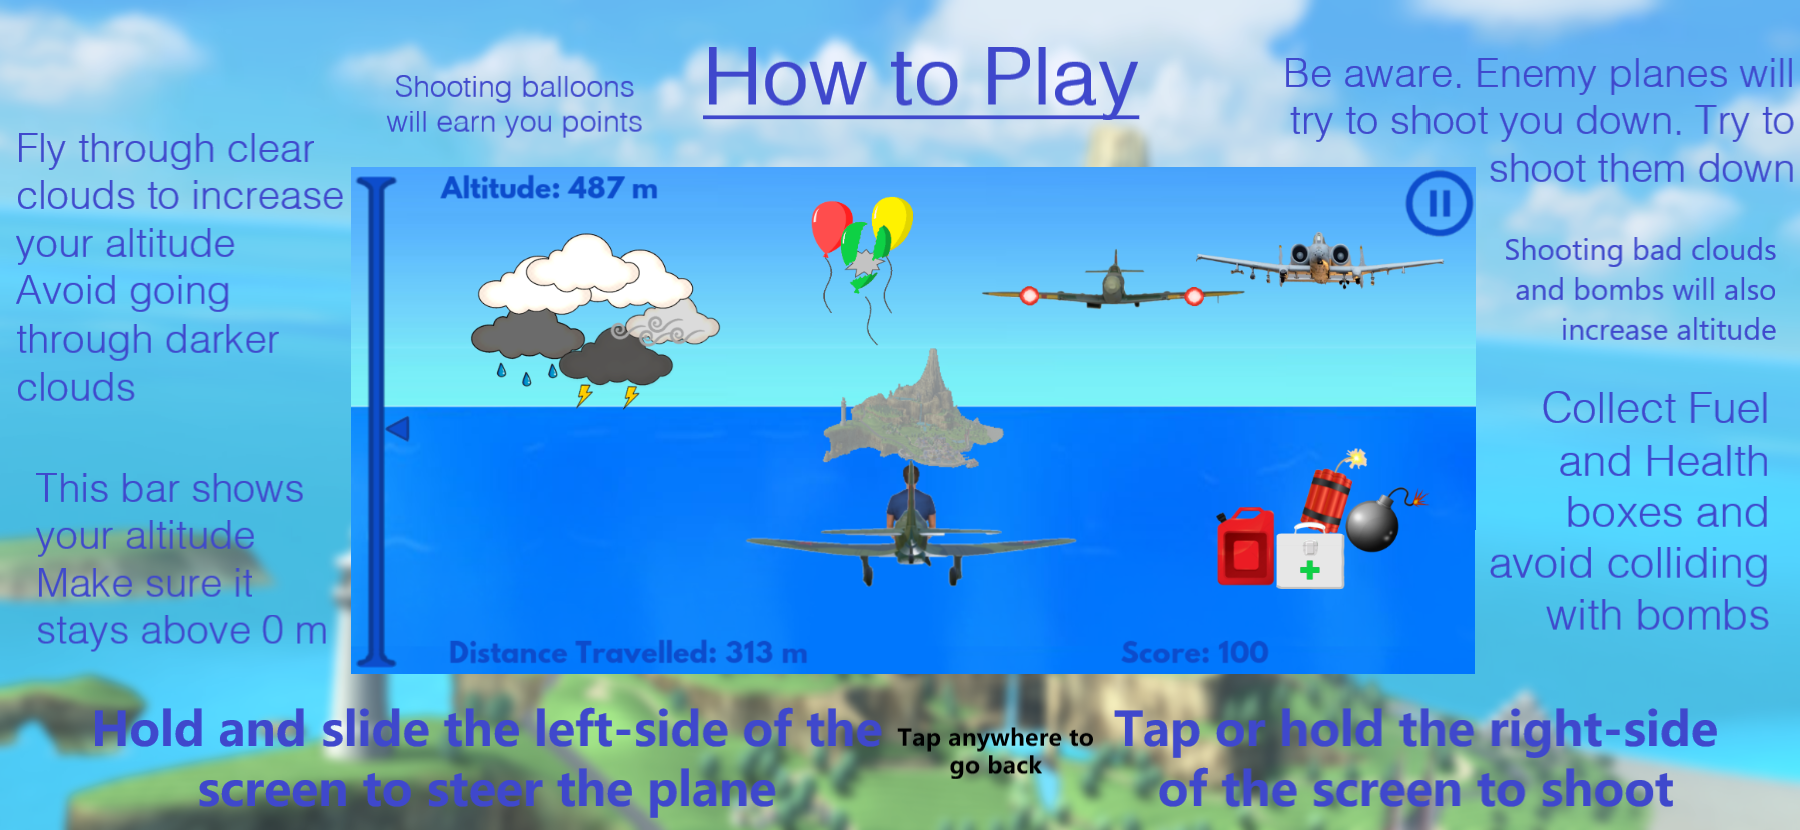 How to Play
Shooting balloons
will earn you points
Be aware. Enemy planes will
try to shoot you down. Try to
shoot them down
Fly through clear
clouds to increase
your altitude
Avoid going
through darker
clouds
Altitude: 487 m
Shooting bad clouds
and bombs will also
increase altitude
Collect Fuel
and Health
boxes and
avoid colliding
with bombs
This bar shows
your altitude
Make sure it
stays above 0 m
Distance Travelled: 313 m
Score: 100
Hold and slide the left-side of the
screen to steer the plane
Tap anywhere to
go back
Tap or hold the right-side
of the screen to shoot